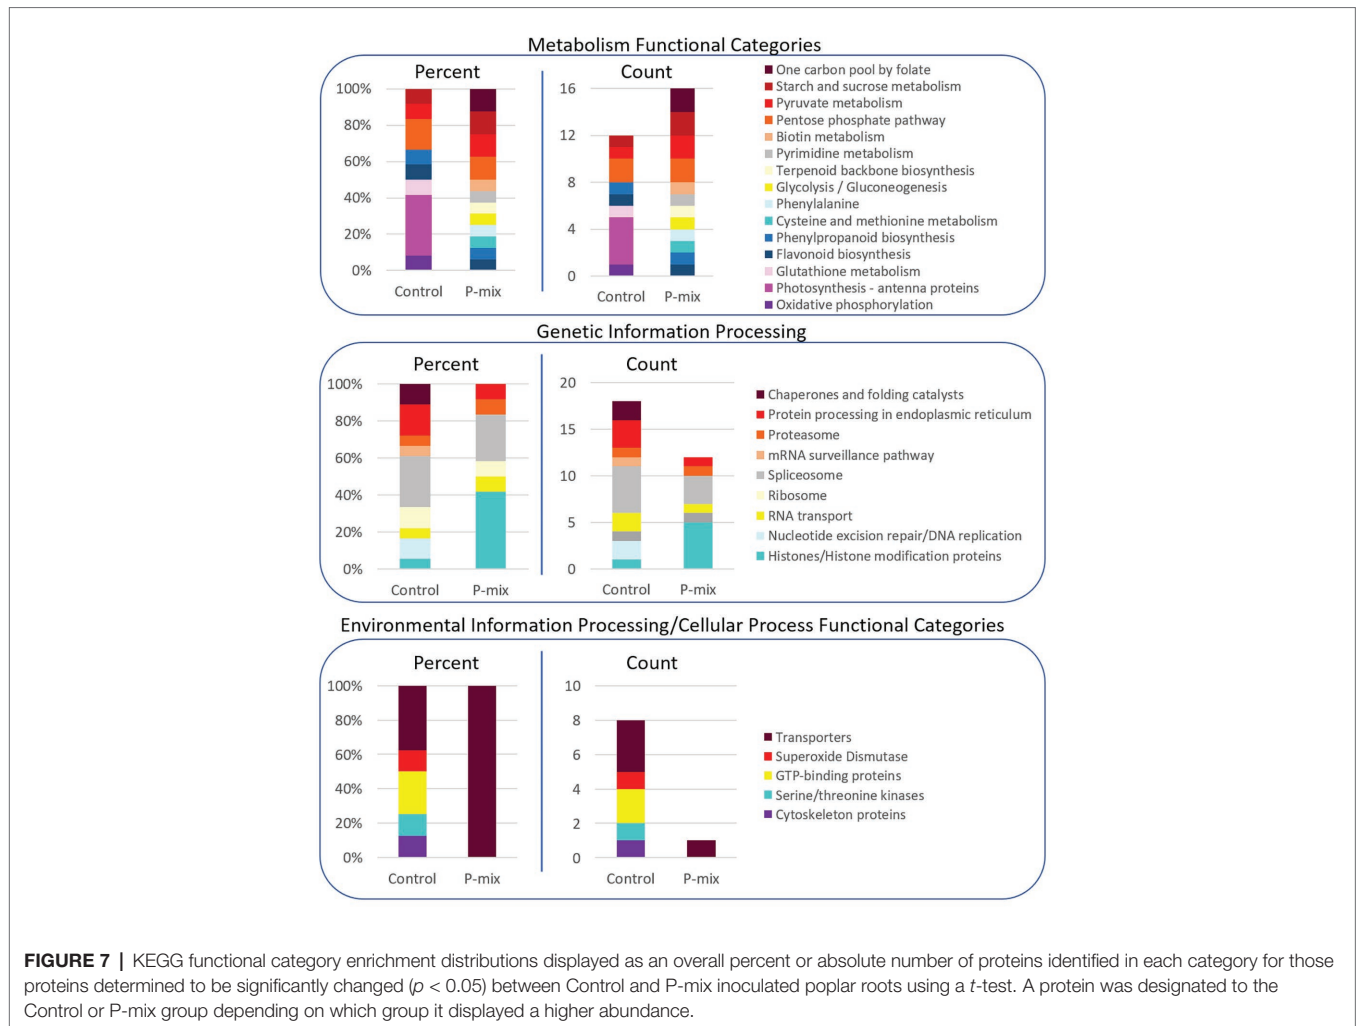 Metabolism Functional Categories
Percent
Count
100%
80%
60%
40%
20%
0%
Control
P-mix
16
12
8
4
0
Control
P-mix
One carbon pool by folate
Starch and sucrose metabolism
Pyruvate metabolism
Pentose phosphate pathway
Biotin metabolism
Pyrimidine metabolism
Terpenoid backbone biosynthesis
Glycolysis / Gluconeogenesis
Phenylalanine
Cysteine and methionine metabolism
Phenylpropanoid biosynthesis
Flavonoid biosynthesis
Glutathione metabolism
Photosynthesis - antenna proteins
Oxidative phosphorylation
Genetic Information Processing
Percent
Count
100%
80%
60%
40%
20%
0%
Control
P-mix
20
15
10
5
0
Control
P-mix
Chaperones and folding catalysts
Protein processing in endoplasmic reticulum
Proteasome
mRNA surveillance pathway
Spliceosome
Ribosome
RNA transport
Nucleotide excision repair/DNA replication
Histones/Histone modification proteins
Environmental Information Processing/Cellular Process Functional Categories
Percent
Count
100%
80%
60%
40%
20%
0%
Control
P-mix
10
8
6
4
2
0
Control
P-mix
Transporters
Superoxide Dismutase
GTP-binding proteins
Serine/threonine kinases
Cytoskeleton proteins
FIGURE 7 | KEGG functional category enrichment distributions displayed as an overall percent or absolute number of proteins identified in each category for those
proteins determined to be significantly changed (p < 0.05) between Control and P-mix inoculated poplar roots using a t-test. A protein was designated to the
Control or P-mix group depending on which group it displayed a higher abundance.